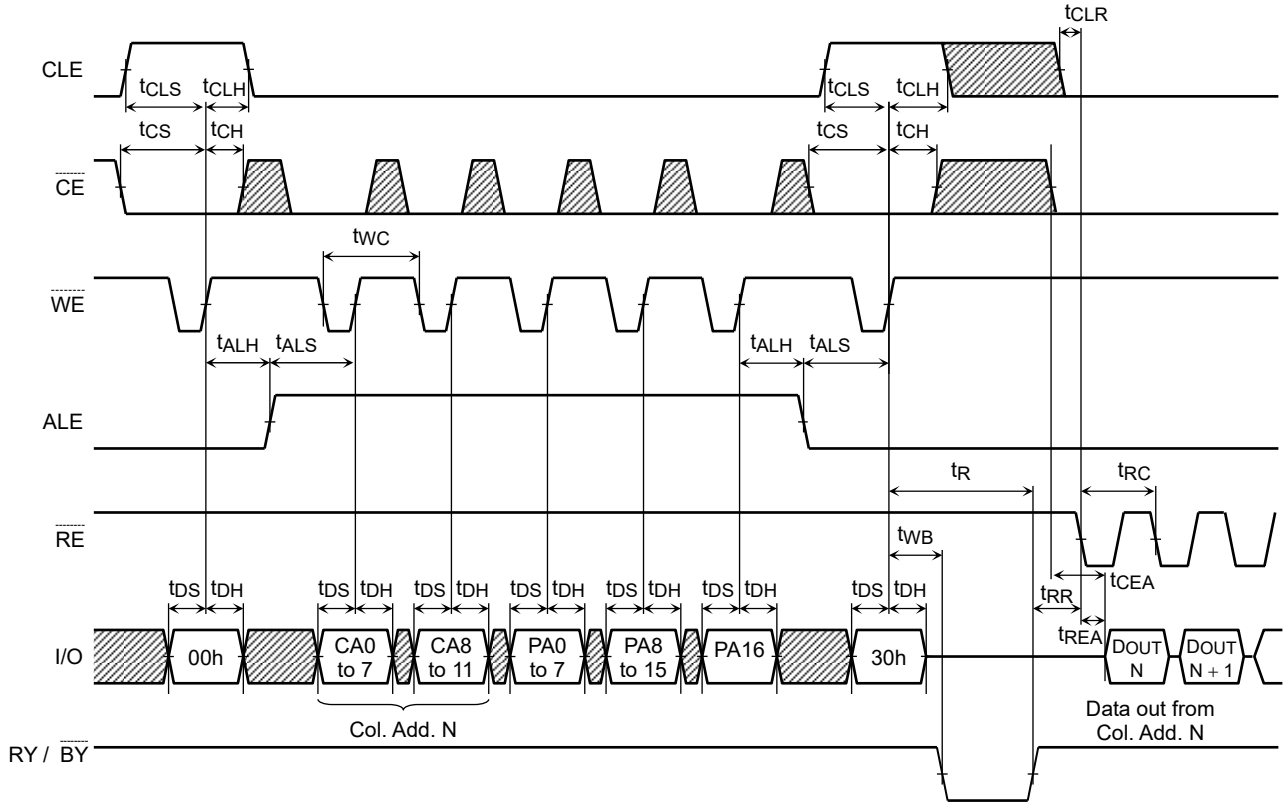 tCLR
CLE
tCLS tCLH tCLS tCLH
tCS tCH tCS tCH
CE
tWC
WE
tALH tALS tALH tALS
ALE
tR tRC
RE
tWB
tDS tDH tDS tDH tDS tDH tDS tDH tDS tDH tDS tDH tDS tDH tCEA
tRR
tREA
I/O 00h CA0 to 7 CA8 to 11 PA0 to 7 PA8 to 15 PA16 30h DOUT N DOUT N + 1
Col. Add. N
Data out from
Col. Add. N
RY / BY